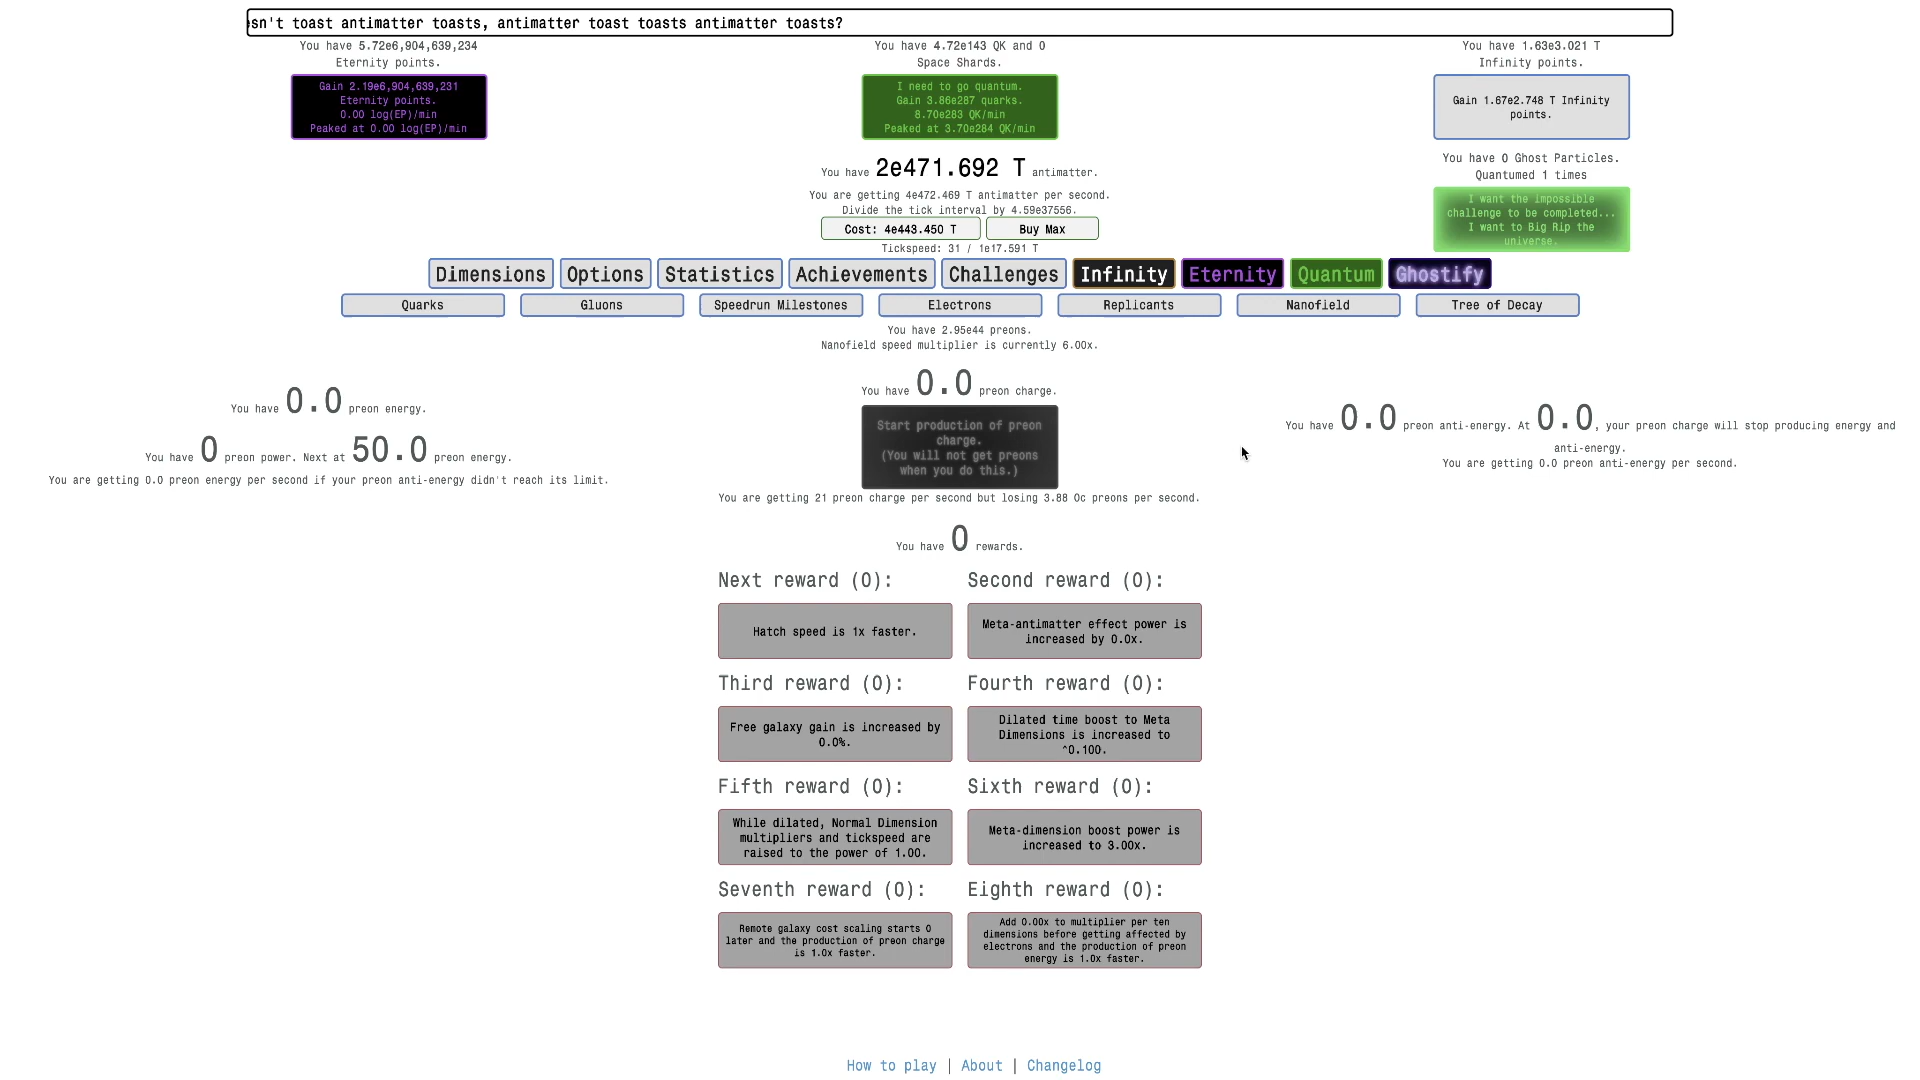 sn't toast antimatter toasts, antimatter toast toasts antimatter toasts?
You have 5.72e6,904,639,234
Eternity points.
Gain 2.19e6,904,639,231
Eternity points.
0.00 log(EP)/min
Peaked at 0.00 log(EP)/min
You have 4.72e143 QK and 0
Space Shards.
I need to go quantum.
Gain 3.86e287 quarks.
8.70e283 QK/min
Peaked at 3.70e284 QK/min
You have 1.63e3.021 T
Infinity points.
Gain 1.67e2.748 T Infinity
points.
You have 0 Ghost Particles.
Quantumed 1 times
I want the impossible
challenge to be completed...
I want to Big Rip the
universe.
You have 2e471.692 T antimatter.
You are getting 4e472.469 T antimatter per second.
Divide the tick interval by 4.59e37556.
Cost: 4e443.450 T
Buy Max
Tickspeed: 31 / 1e17.591 T
Dimensions Options Statistics Achievements Challenges Infinity Eternity Quantum Ghostify
Quarks Gluons Speedrun Milestones Electrons Replicants Nanofield Tree of Decay
You have 2.95e44 preons.
Nanofield speed multiplier is currently 6.00x.
You have 0.0 preon energy.
You have 0 preon power. Next at 50.0 preon energy.
You are getting 0.0 preon energy per second if your preon anti-energy didn't reach its limit.
You have 0.0 preon charge.
Start production of preon
charge.
(You will not get preons
when you do this.)
You are getting 21 preon charge per second but losing 3.88 Oc preons per second.
You have 0.0 preon anti-energy. At 0.0, your preon charge will stop producing energy and
anti-energy.
You are getting 0.0 preon anti-energy per second.
You have 0 rewards.
Next reward (0):
Hatch speed is 1x faster.
Second reward (0):
Meta-antimatter effect power is
increased by 0.0x.
Third reward (0):
Free galaxy gain is increased by
0.0%.
Fourth reward (0):
Dilated time boost to Meta
Dimensions is increased to
^0.100.
Fifth reward (0):
While dilated, Normal Dimension
multipliers and tickspeed are
raised to the power of 1.00.
Sixth reward (0):
Meta-dimension boost power is
increased to 3.00x.
Seventh reward (0):
Remote galaxy cost scaling starts 0
later and the production of preon charge
is 1.0x faster.
Eighth reward (0):
Add 0.00x to multiplier per ten
dimensions before getting affected by
electrons and the production of preon
energy is 1.0x faster.
How to play | About | Changelog